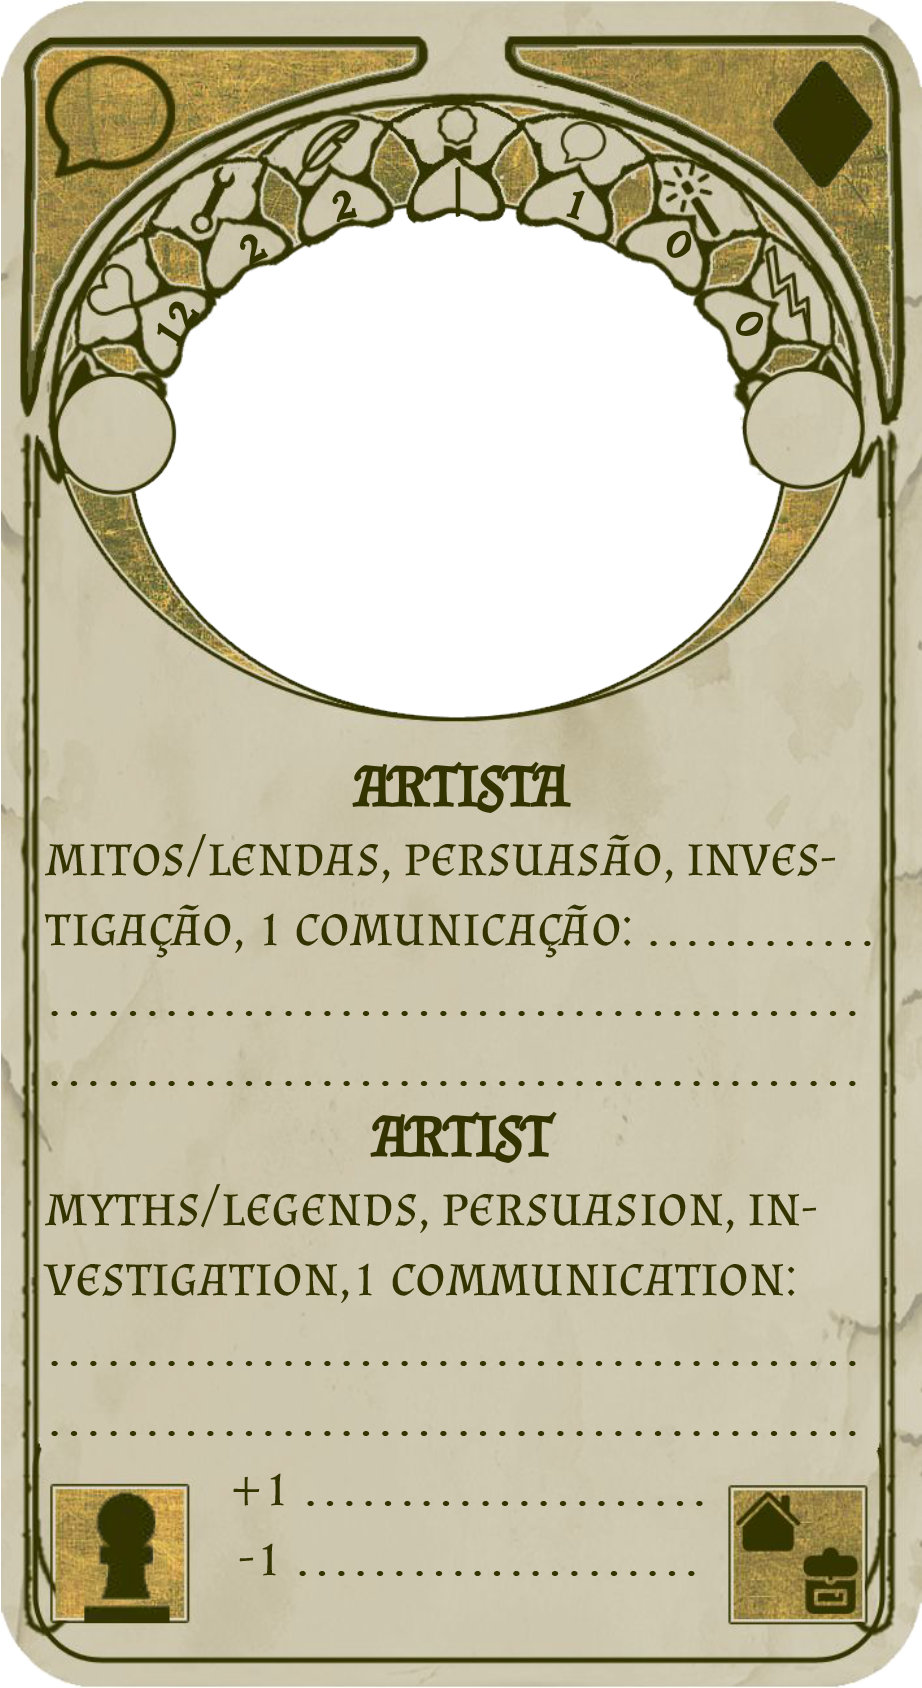 12
2
2
1
0
0
ARTISTA
MITOS/LENDAS, PERSUASÃO, INVES-
TIGAÇÃO, 1 COMUNICAÇÃO: ............
..................................
..................................
ARTIST
MYTHS/LEGENDS, PERSUASION, IN-
VESTIGATION,1 COMMUNICATION:
..................................
..................................
+1 .................
-1 .................